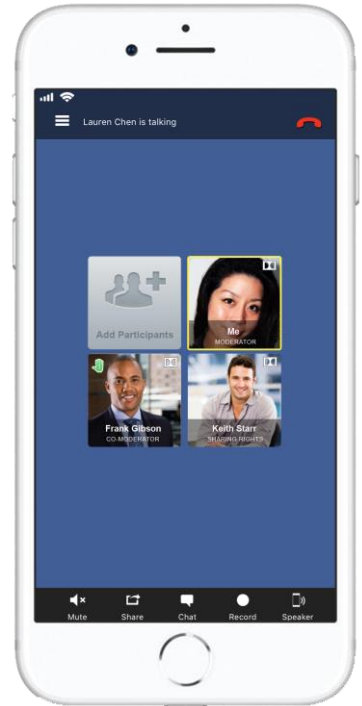 Lauren Chen is talking
Add Participants
Me
MODERATOR
Frank Gibson
CO-MODERATOR
Keith Starr
SHARING RIGHTS
Mute
Share
Chat
Record
Speaker